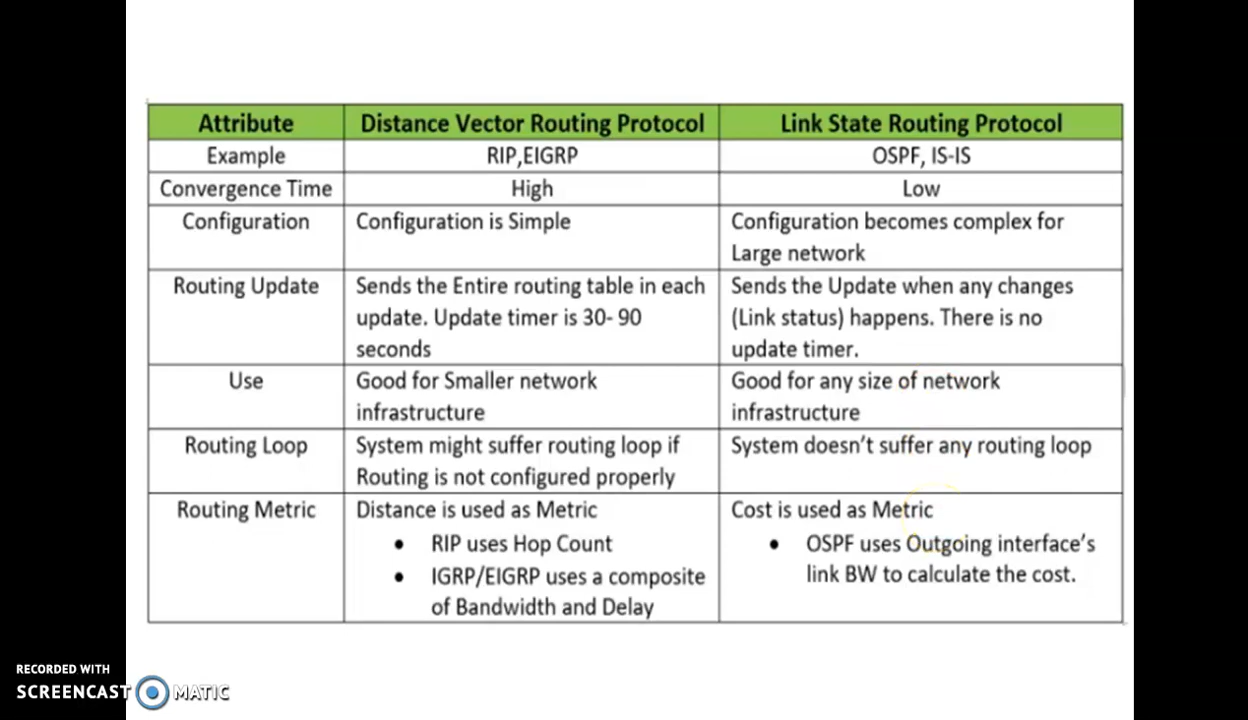 Attribute Distance Vector Routing Protocol Link State Routing Protocol
Example RIP,EIGRP OSPF, IS-IS
Convergence Time High Low
Configuration Configuration is Simple Configuration becomes complex for
Large network
Routing Update Sends the Entire routing table in each Sends the Update when any changes
update. Update timer is 30- 90 (Link status) happens. There is no
seconds update timer.
Use Good for Smaller network Good for any size of network
infrastructure infrastructure
Routing Loop System might suffer routing loop if System doesn't suffer any routing loop
Routing is not configured properly
Routing Metric Distance is used as Metric Cost is used as Metric
• RIP uses Hop Count • OSPF uses Outgoing interface's
• IGRP/EIGRP uses a composite link BW to calculate the cost.
of Bandwidth and Delay
RECORDED WITH
SCREENCAST MATIC